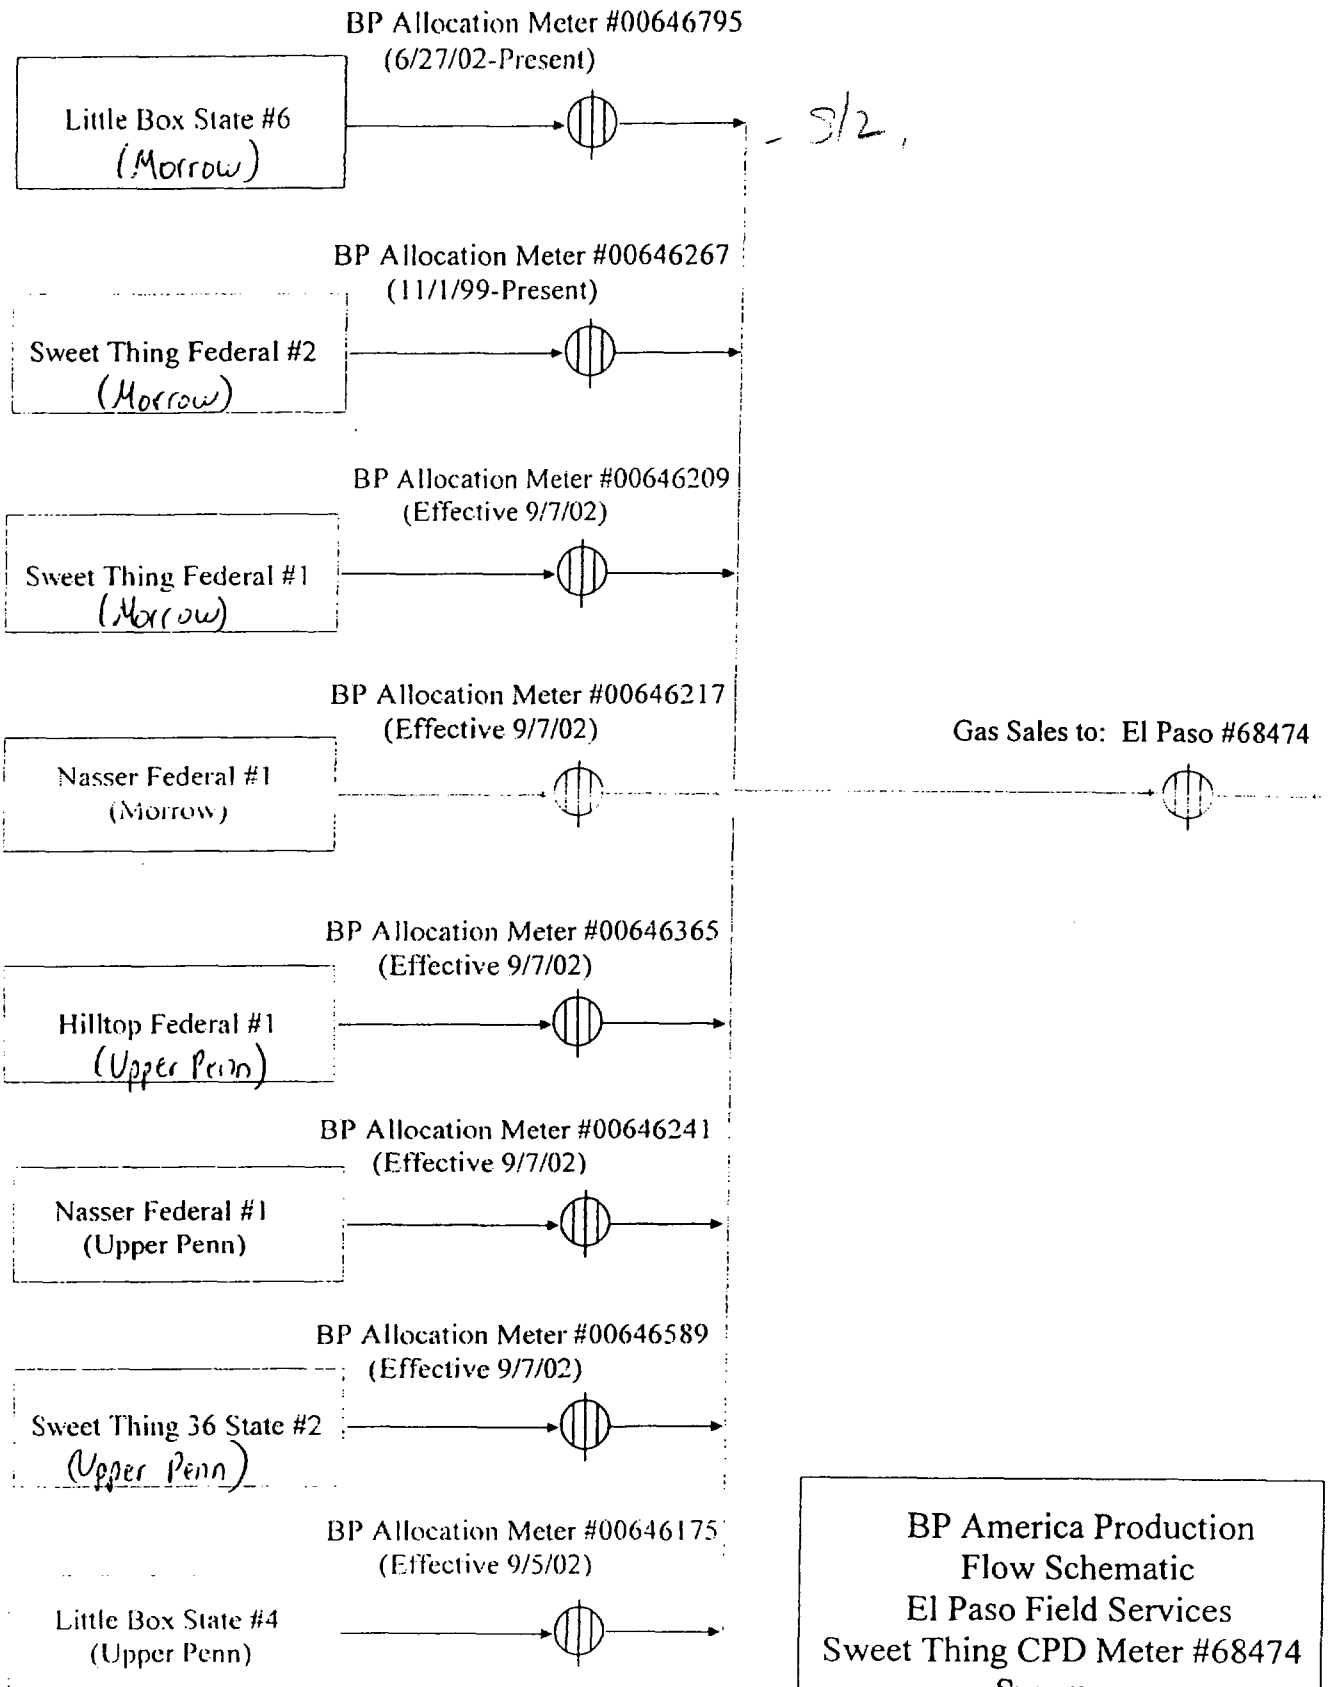 BP Allocation Meter #00646795
(6/27/02-Present)
Little Box State #6
(Morrow)
BP Allocation Meter #00646267
(11/1/99-Present)
Sweet Thing Federal #2
(Morrow)
BP Allocation Meter #00646209
(Effective 9/7/02)
Sweet Thing Federal #1
(Morrow)
BP Allocation Meter #00646217
(Effective 9/7/02)
Nasser Federal #1
(Morrow)
Gas Sales to: El Paso #68474
BP Allocation Meter #00646365
(Effective 9/7/02)
Hilltop Federal #1
(Upper Penn)
BP Allocation Meter #00646241
(Effective 9/7/02)
Nasser Federal #1
(Upper Penn)
BP Allocation Meter #00646589
(Effective 9/7/02)
Sweet Thing 36 State #2
(Upper Penn)
BP Allocation Meter #00646175
(Effective 9/5/02)
Little Box State #4
(Upper Penn)
BP America Production
Flow Schematic
El Paso Field Services
Sweet Thing CPD Meter #68474